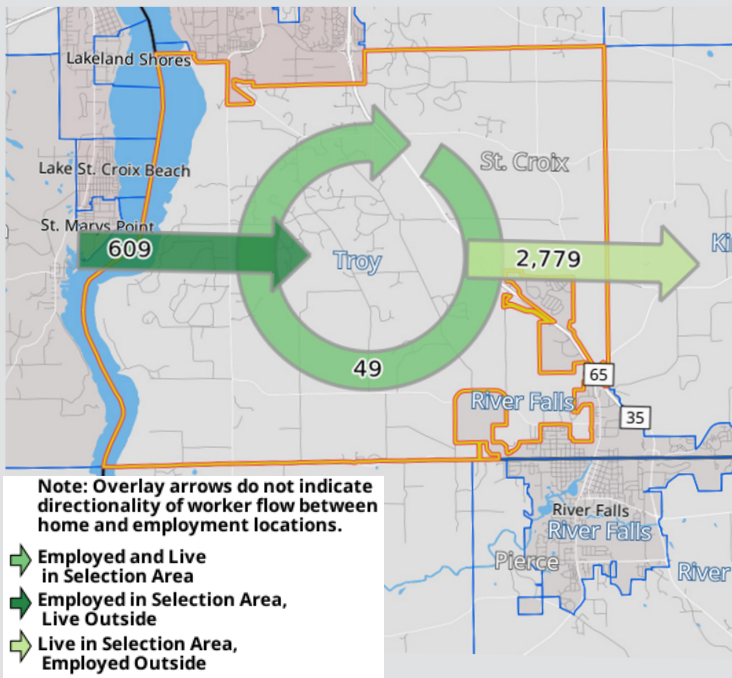 Lakeland Shores
Lake St. Croix Beach
St. Croix
St. Marys Point
609
Troy
2,779
49
65
River Falls
35
River Falls
River Falls
Pierce
River
Note: Overlay arrows do not indicate
directionality of worker flow between
home and employment locations.
Employed and Live
in Selection Area
Employed in Selection Area,
Live Outside
Live in Selection Area,
Employed Outside